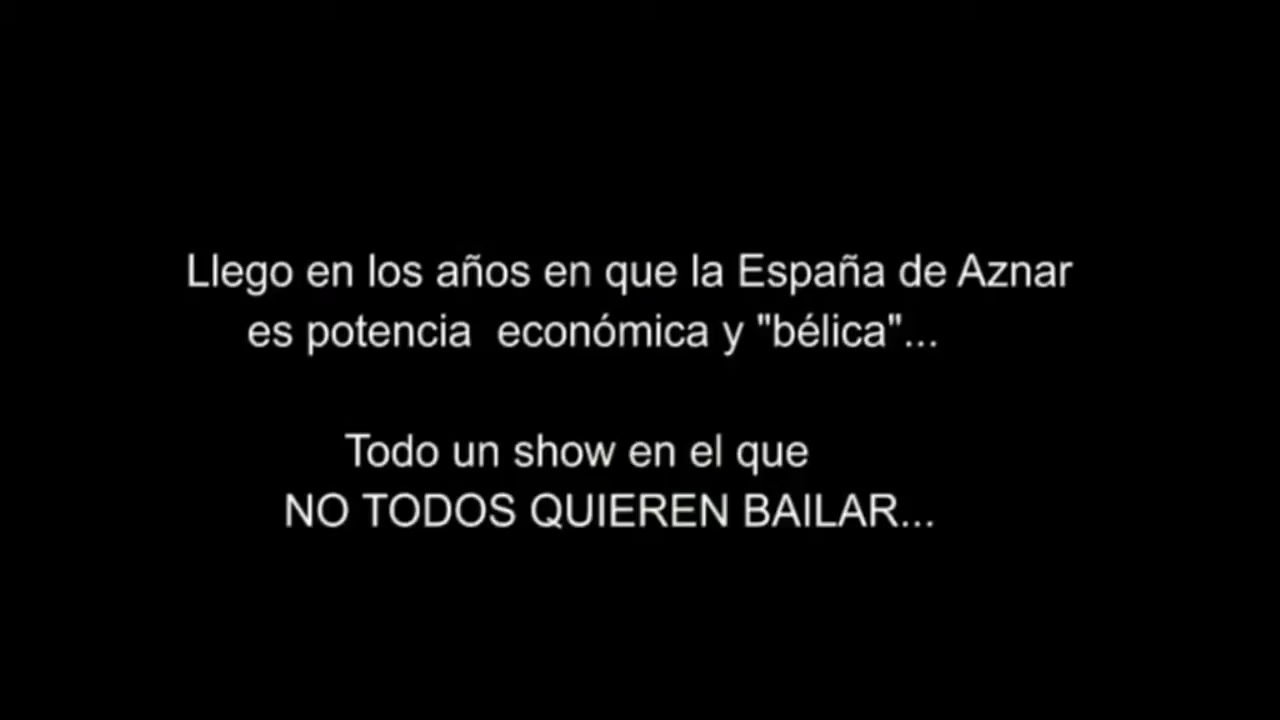 Llego en los años en que la España de Aznar
es potencia  económica y "bélica"...
Todo un show en el que
NO TODOS QUIEREN BAILAR...